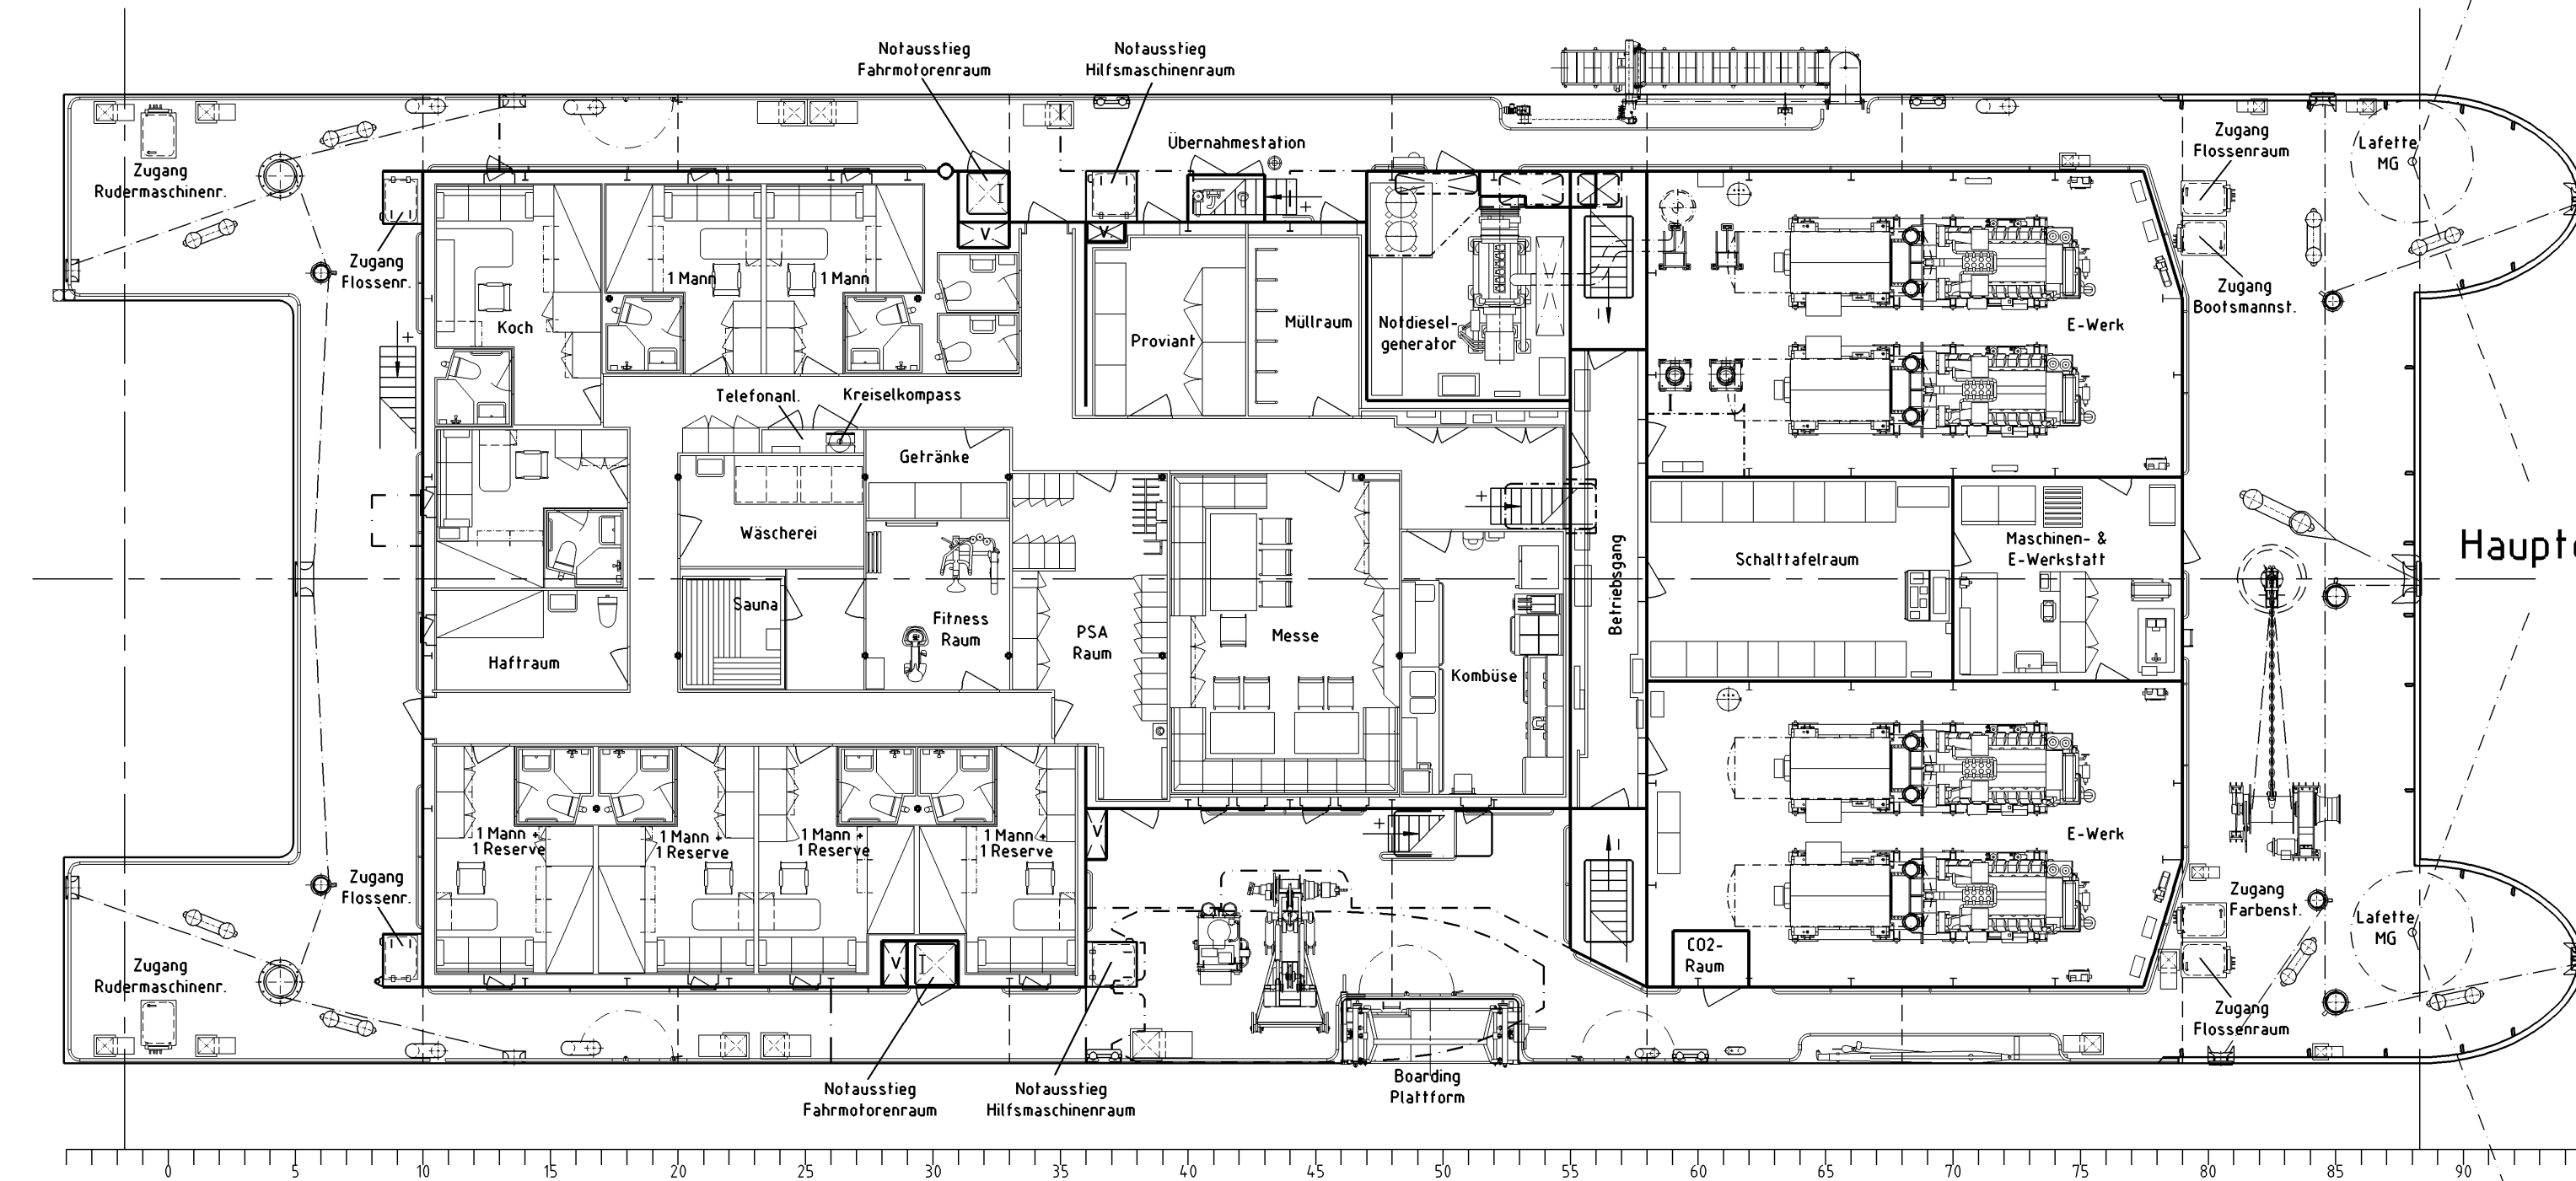 Notausstieg
Fahrmotorenraum
Notausstieg
Hilfsmaschinenraum
Übernahmestation
Zugang
Rudermaschinenr.
Zugang
Flossenr.
Zugang
Flossenraum
Lafette
MG
Zugang
Bootsmannst.
Koch
1 Mann
1 Mann
V
V
I
+
+
Proviant
Müllraum
Notdiesel-
generator
I
E-Werk
I
Telefonanl.
Kreiselkompass
Getränke
Wäscherei
Sauna
Fitness
Raum
Haftraum
PSA
Raum
Messe
Kombüse
+
Betriebsgang
Schalttafelraum
Maschinen- &
E-Werkstatt
Haupt
1 Mann +
1 Reserve
1 Mann +
1 Reserve
1 Mann +
1 Reserve
1 Mann +
1 Reserve
V
+
I
E-Werk
Zugang
Flossenr.
V
I
CO2-
Raum
Zugang
Farbenst.
Lafette
MG
Zugang
Rudermaschinenr.
Zugang
Flossenraum
Notausstieg
Fahrmotorenraum
Notausstieg
Hilfsmaschinenraum
Boarding
Plattform
0 5 10 15 20 25 30 35 40 45 50 55 60 65 70 75 80 85 90